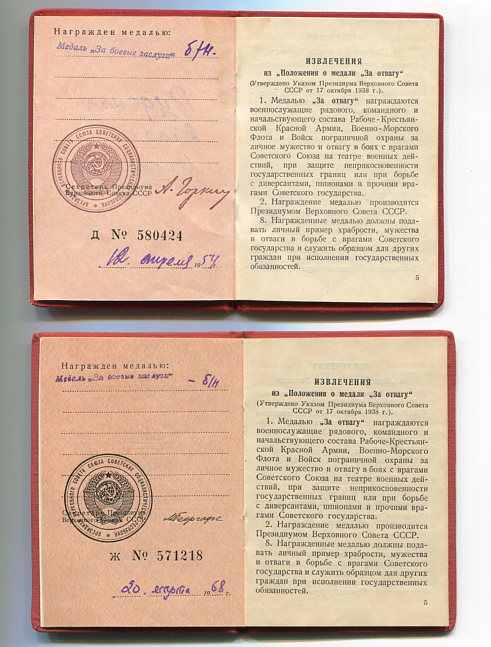 Награжден медалью:
Медаль „За боевые заслуги“ б/н.
Секретарь Президиума
Верховного Совета СССР
Д № 580424
12 апреля 1954
ИЗВЛЕЧЕНИЯ
из „Положения о медали „За отвагу“
(Утверждено Указом Президиума Верховного Совета
СССР от 17 октября 1938 г.).
1. Медалью „За отвагу“ награждаются
военнослужащие рядового, командного и
начальствующего состава Рабоче-Крестьян-
ской Красной Армии, Военно-Морского
Флота и Войск пограничной охраны за
личное мужество и отвагу в боях с врагами
Советского Союза на театре военных дей-
ствий, при защите неприкосновенности
государственных границ или при борьбе
с диверсантами, шпионами и прочими вра-
гами Советского государства.
2. Награждение медалью производится
Президиумом Верховного Совета СССР.
8. Награжденные медалью должны пода-
вать личный пример храбрости, мужества
и отваги в борьбе с врагами Советского
государства и служить образцом для других
граждан при исполнении государственных
обязанностей.
5
Награжден медалью:
Медаль „За боевые заслуги“ – б/н
Секретарь Президиума
Верховного Совета СССР
Ж № 571218
20 августа 1968 г.
ИЗВЛЕЧЕНИЯ
из „Положения о медали „За отвагу“
(Утверждено Указом Президиума Верховного Совета
СССР от 17 октября 1938 г.).
1. Медалью „За отвагу“ награждаются
военнослужащие рядового, командного и
начальствующего состава Рабоче-Крестьян-
ской Красной Армии, Военно-Морского
Флота и Войск пограничной охраны за
личное мужество и отвагу в боях с врагами
Советского Союза на театре военных дей-
ствий, при защите неприкосновенности
государственных границ или при борьбе
с диверсантами, шпионами и прочими вра-
гами Советского государства.
2. Награждение медалью производится
Президиумом Верховного Совета СССР.
8. Награжденные медалью должны пода-
вать личный пример храбрости, мужества
и отваги в борьбе с врагами Советского
государства и служить образцом для других
граждан при исполнении государственных
обязанностей.
5